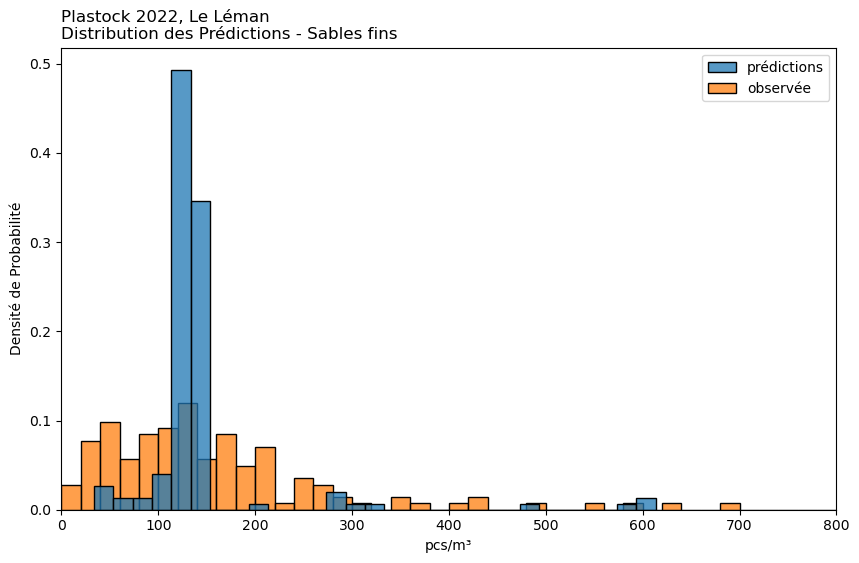 Plastock 2022, Le Léman
Distribution des Prédictions - Sables fins
prédictions
observée
Densité de Probabilité
0.5
0.4
0.3
0.2
0.1
0.0
0 100 200 300 400 500 600 700 800
pcs/m³